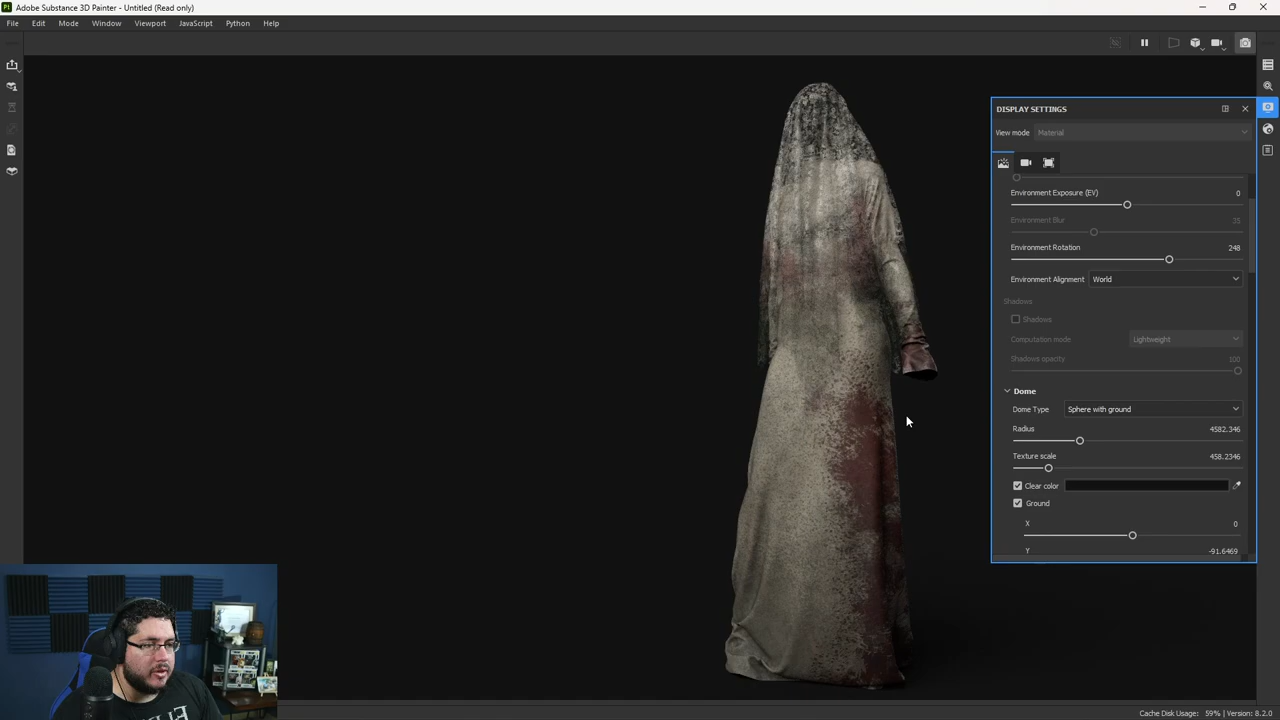 Adobe Substance 3D Painter - Untitled (Read only)
File Edit Mode Window Viewport JavaScript Python Help
DISPLAY SETTINGS
View mode Material
Environment Exposure (EV) 0
Environment Blur 35
Environment Rotation 248
Environment Alignment World
Shadows
Shadows
Computation mode Lightweight
Shadows opacity 100
Dome
Dome Type Sphere with ground
Radius 4582.346
Texture scale 458.2346
Clear color
Ground
X 0
Y -91.6469
Cache Disk Usage: 59% | Version: 8.2.0